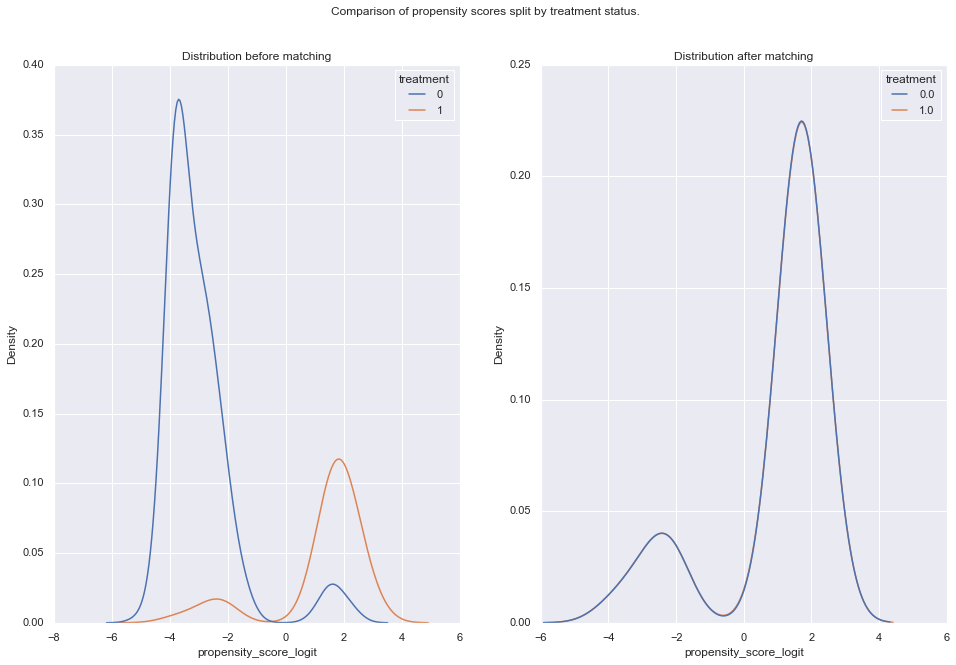 Comparison of propensity scores split by treatment status.
Distribution before matching
treatment
0
1
0.40
0.35
0.30
0.25
0.20
0.15
0.10
0.05
0.00
Density
−8 −6 −4 −2 0 2 4 6
propensity_score_logit
Distribution after matching
treatment
0.0
1.0
0.25
0.20
0.15
0.10
0.05
0.00
Density
−6 −4 −2 0 2 4 6
propensity_score_logit